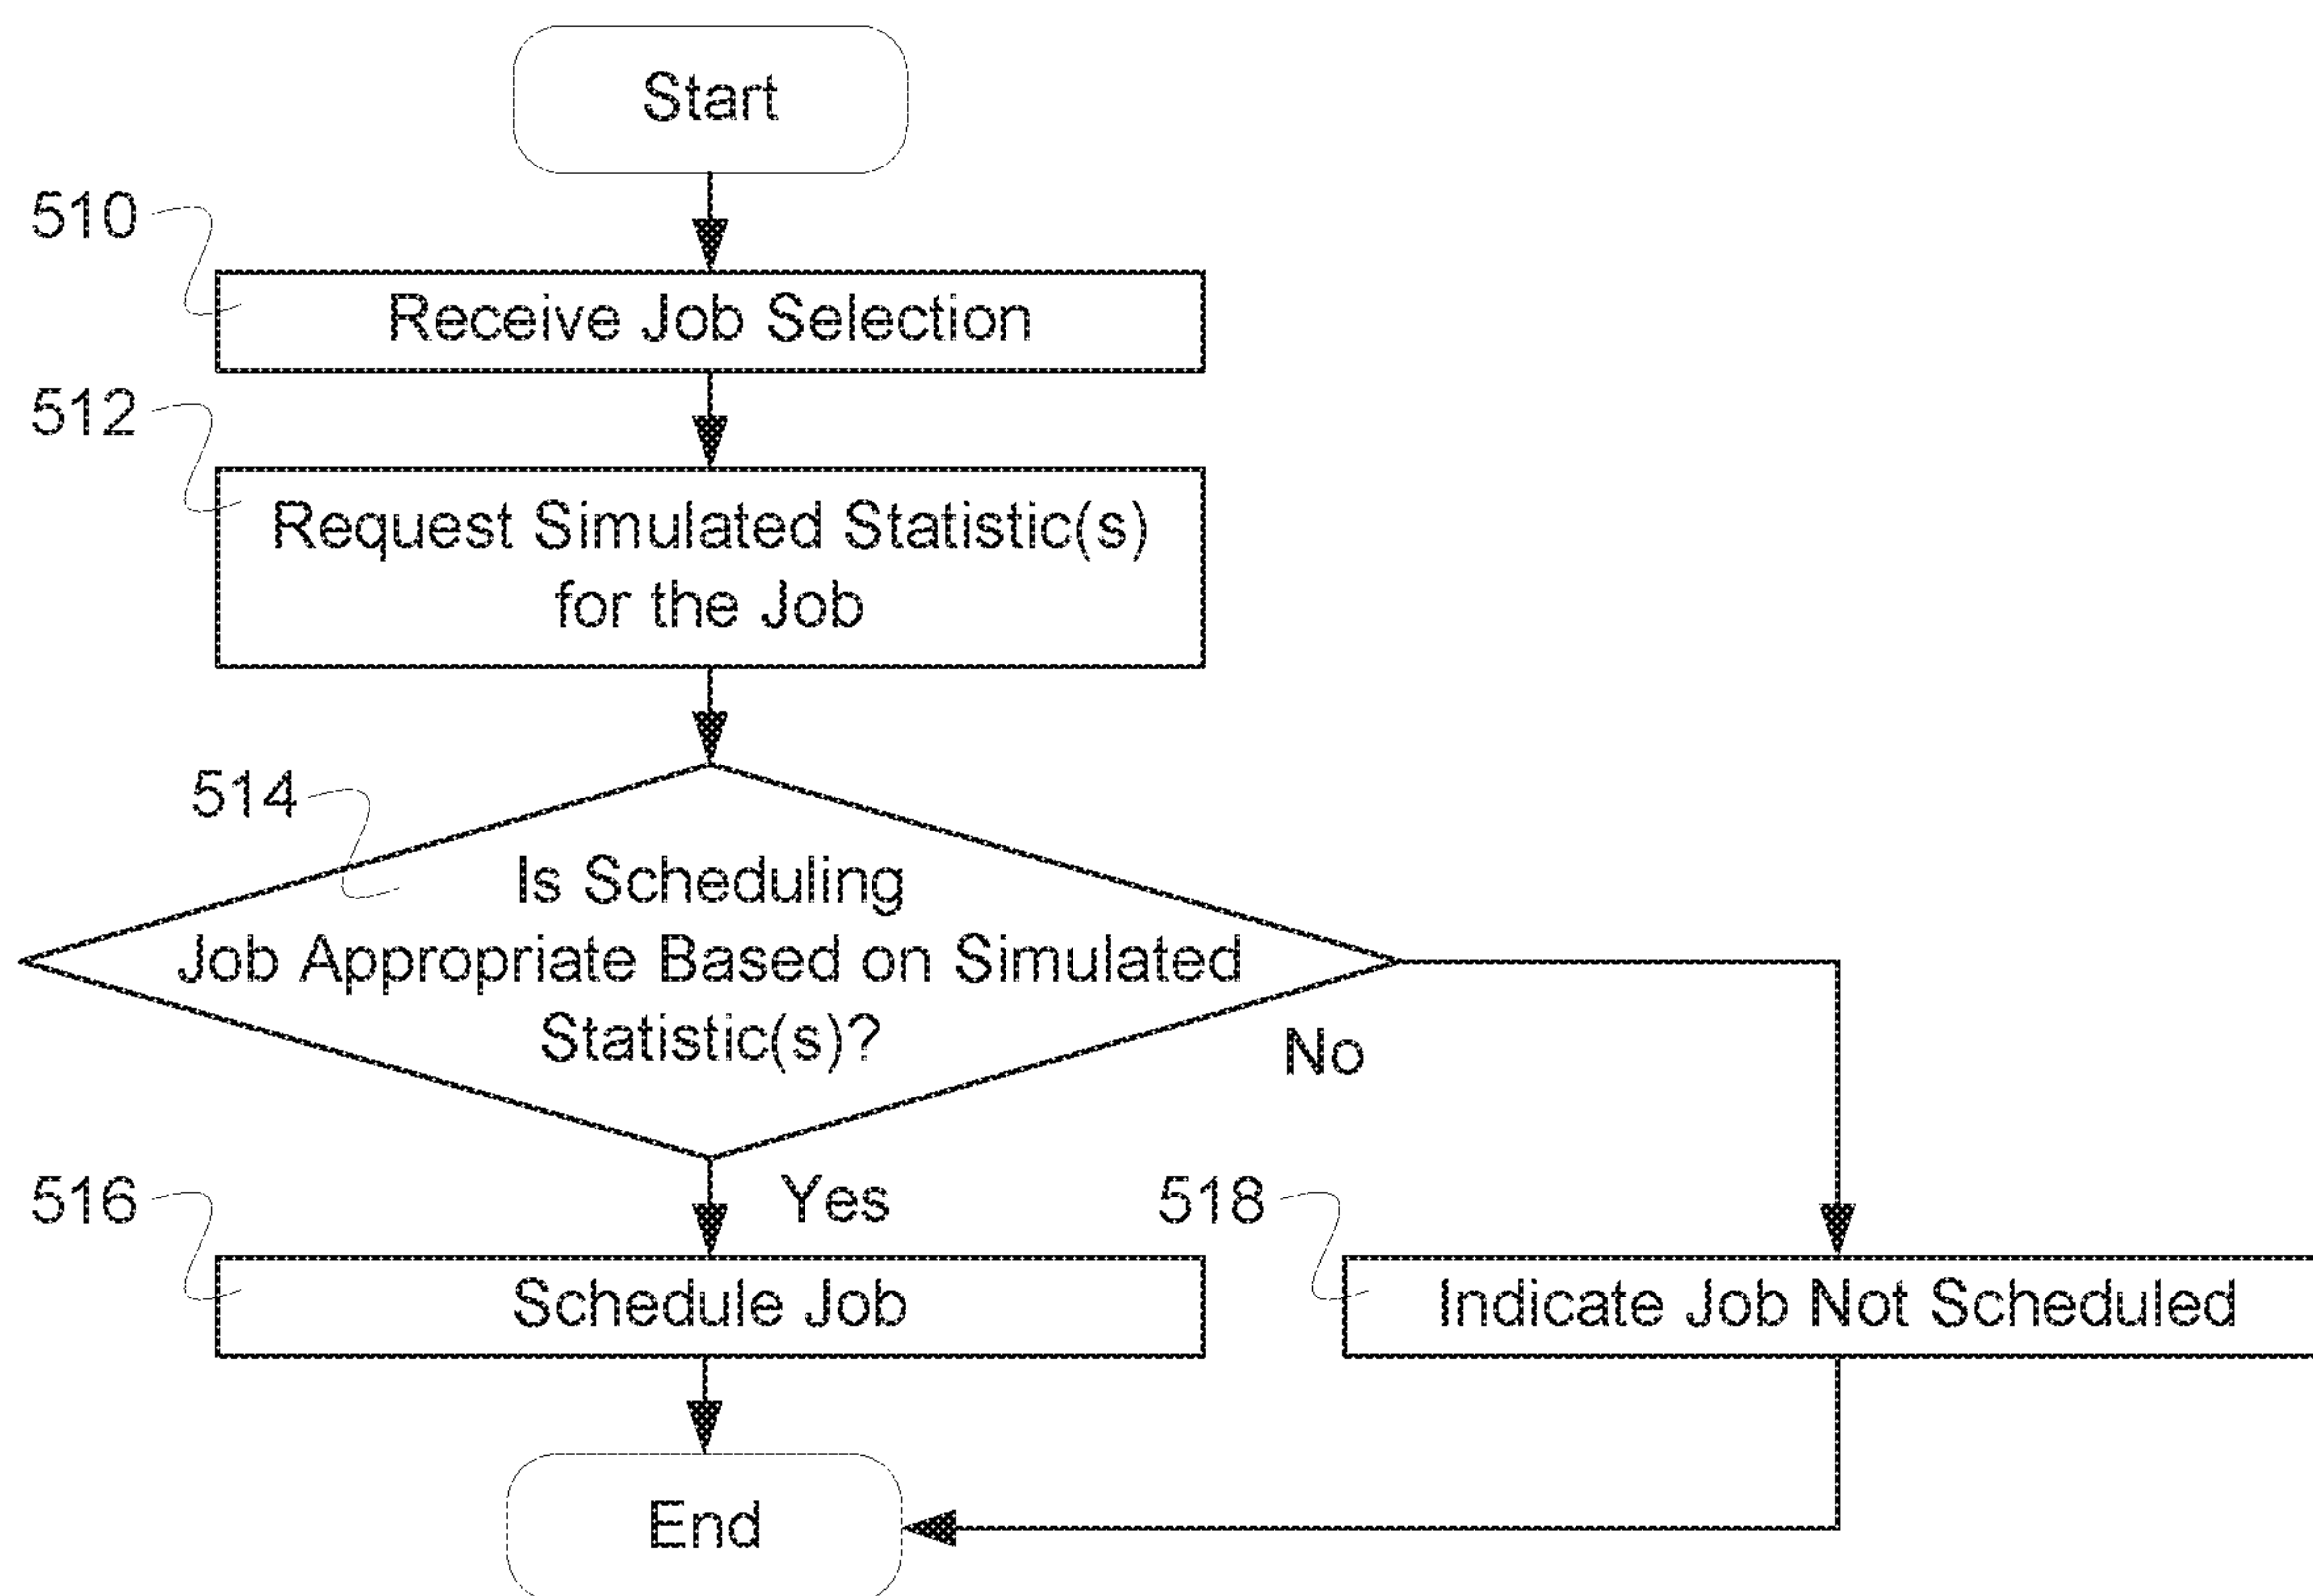 Start
510
Receive Job Selection
512
Request Simulated Statistic(s)
for the Job
514
Is Scheduling
Job Appropriate Based on Simulated
Statistic(s)?
No
Yes
516
Schedule Job
518
Indicate Job Not Scheduled
End